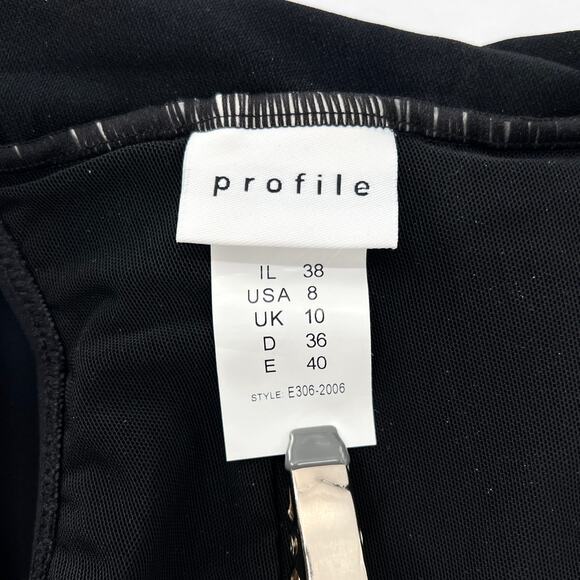 profile
IL 38
USA 8
UK 10
D 36
E 40
STYLE: E306-2006